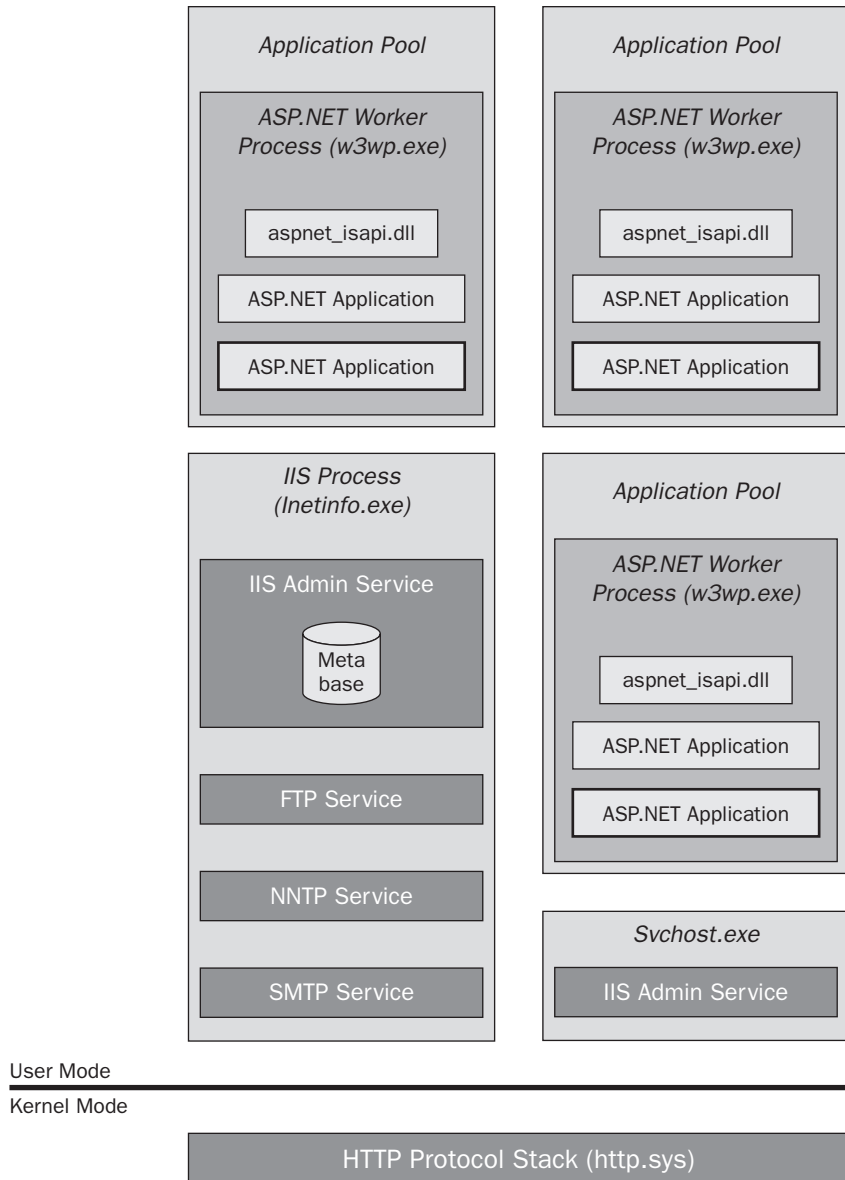 Application Pool
ASP.NET Worker
Process (w3wp.exe)
aspnet_isapi.dll
ASP.NET Application
ASP.NET Application
Application Pool
ASP.NET Worker
Process (w3wp.exe)
aspnet_isapi.dll
ASP.NET Application
ASP.NET Application
IIS Process
(Inetinfo.exe)
IIS Admin Service
Meta
base
FTP Service
NNTP Service
SMTP Service
Application Pool
ASP.NET Worker
Process (w3wp.exe)
aspnet_isapi.dll
ASP.NET Application
ASP.NET Application
Svchost.exe
IIS Admin Service
User Mode
Kernel Mode
HTTP Protocol Stack (http.sys)